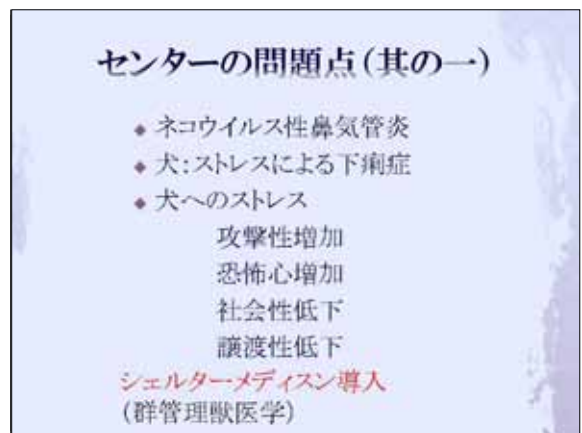 センターの問題点(其の一)
◆ ネコウイルス性鼻気管炎
◆ 犬:ストレスによる下痢症
◆ 犬へのストレス
攻撃性増加
恐怖心増加
社会性低下
譲渡性低下
シェルターメディスン導入
(群管理獣医学)